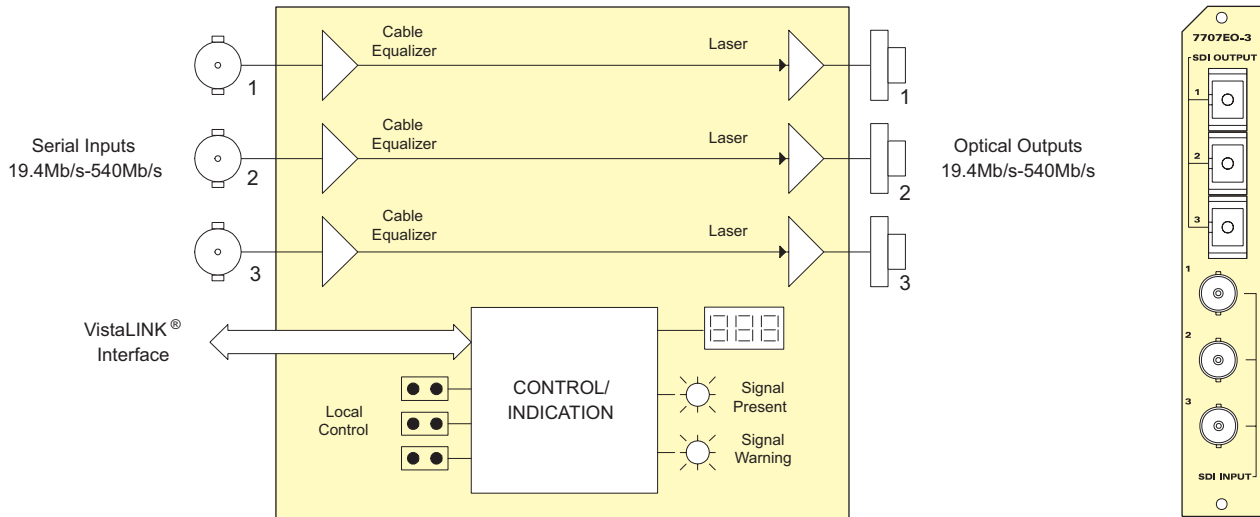 Cable
Equalizer
Laser
1
1
Serial Inputs
19.4Mb/s-540Mb/s
Cable
Equalizer
Laser
2
2
Optical Outputs
19.4Mb/s-540Mb/s
Cable
Equalizer
Laser
3
3
VistaLINK ®
Interface
CONTROL/
INDICATION
Local
Control
Signal
Present
Signal
Warning
7707EO-3
SDI OUTPUT
1
2
3
1
2
3
SDI INPUT